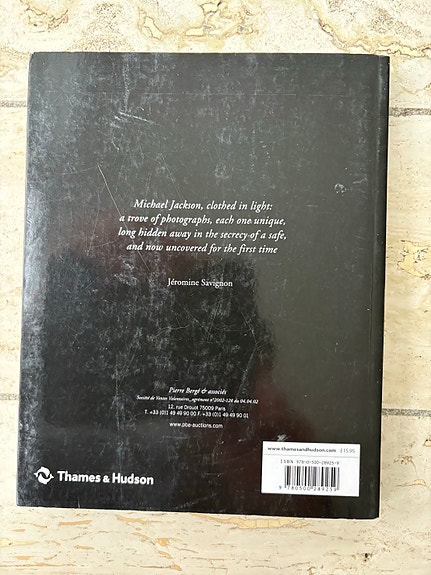 Michael Jackson, clothed in light:
a trove of photographs, each one unique,
long hidden away in the secrecy of a safe,
and now uncovered for the first time
Jéromine Savignon
Pierre Bergé & associés
Société de Ventes Volontaires_agrément n°2002-128 du 04.04.02
12, rue Drouot 75009 Paris
T. +33 (0)1 49 49 90 00 F. +33 (0)1 49 49 90 01
www.pba-auctions.com
Thames & Hudson
www.thamesandhudson.com £15.95
ISBN 978-0-500-28925-9
9 780500 289259